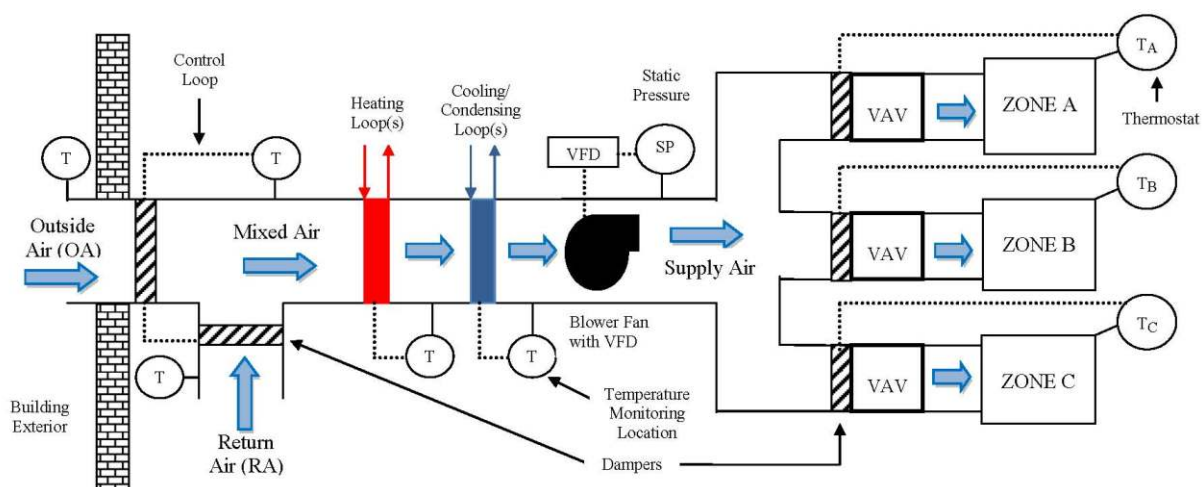 Control
Loop
Heating
Loop(s)
Cooling/
Condensing
Loop(s)
Static
Pressure
VFD
SP
T
T
Outside
Air (OA)
Mixed Air
Supply Air
Blower Fan
with VFD
T
T
T
Building
Exterior
Return
Air (RA)
Temperature
Monitoring
Location
Dampers
VAV
ZONE A
TA
Thermostat
VAV
ZONE B
TB
VAV
ZONE C
TC